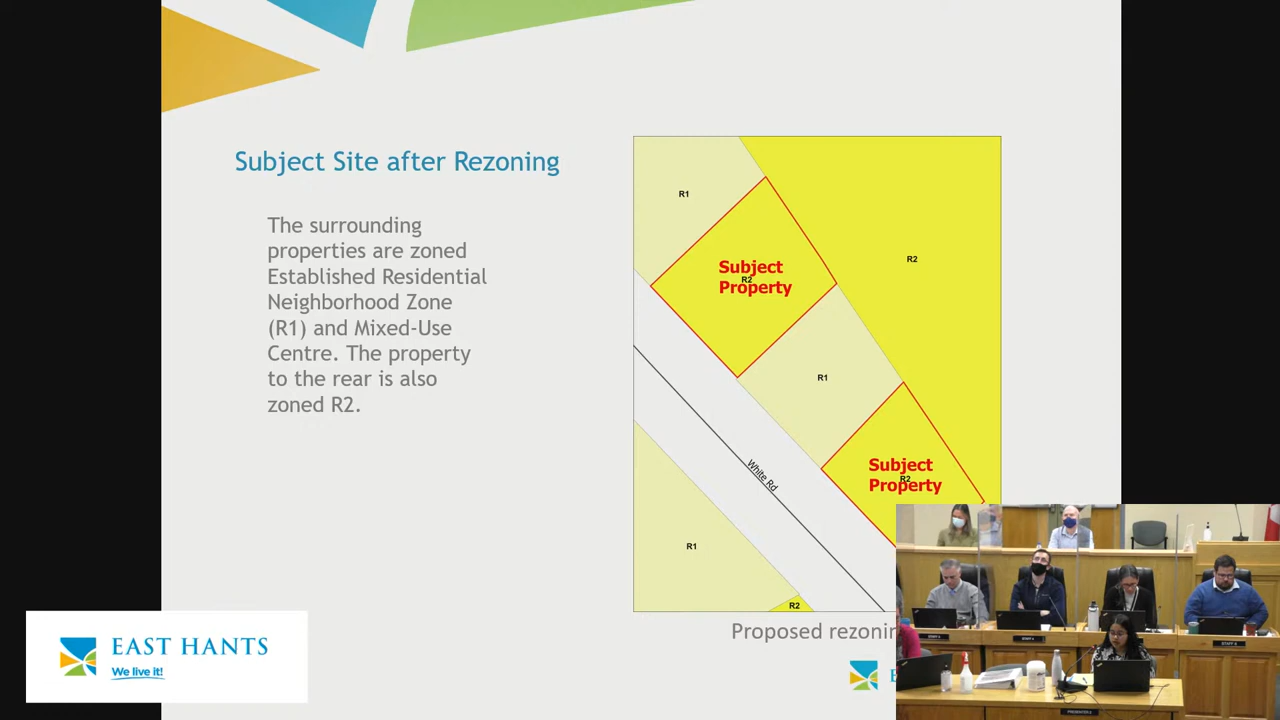 Subject Site after Rezoning
The surrounding
properties are zoned
Established Residential
Neighborhood Zone
(R1) and Mixed-Use
Centre. The property
to the rear is also
zoned R2.
R1
R2
Subject
R2
Property
R1
Subject
R2
Property
White Rd
R1
R2
Proposed
EAST HANTS
We live it!